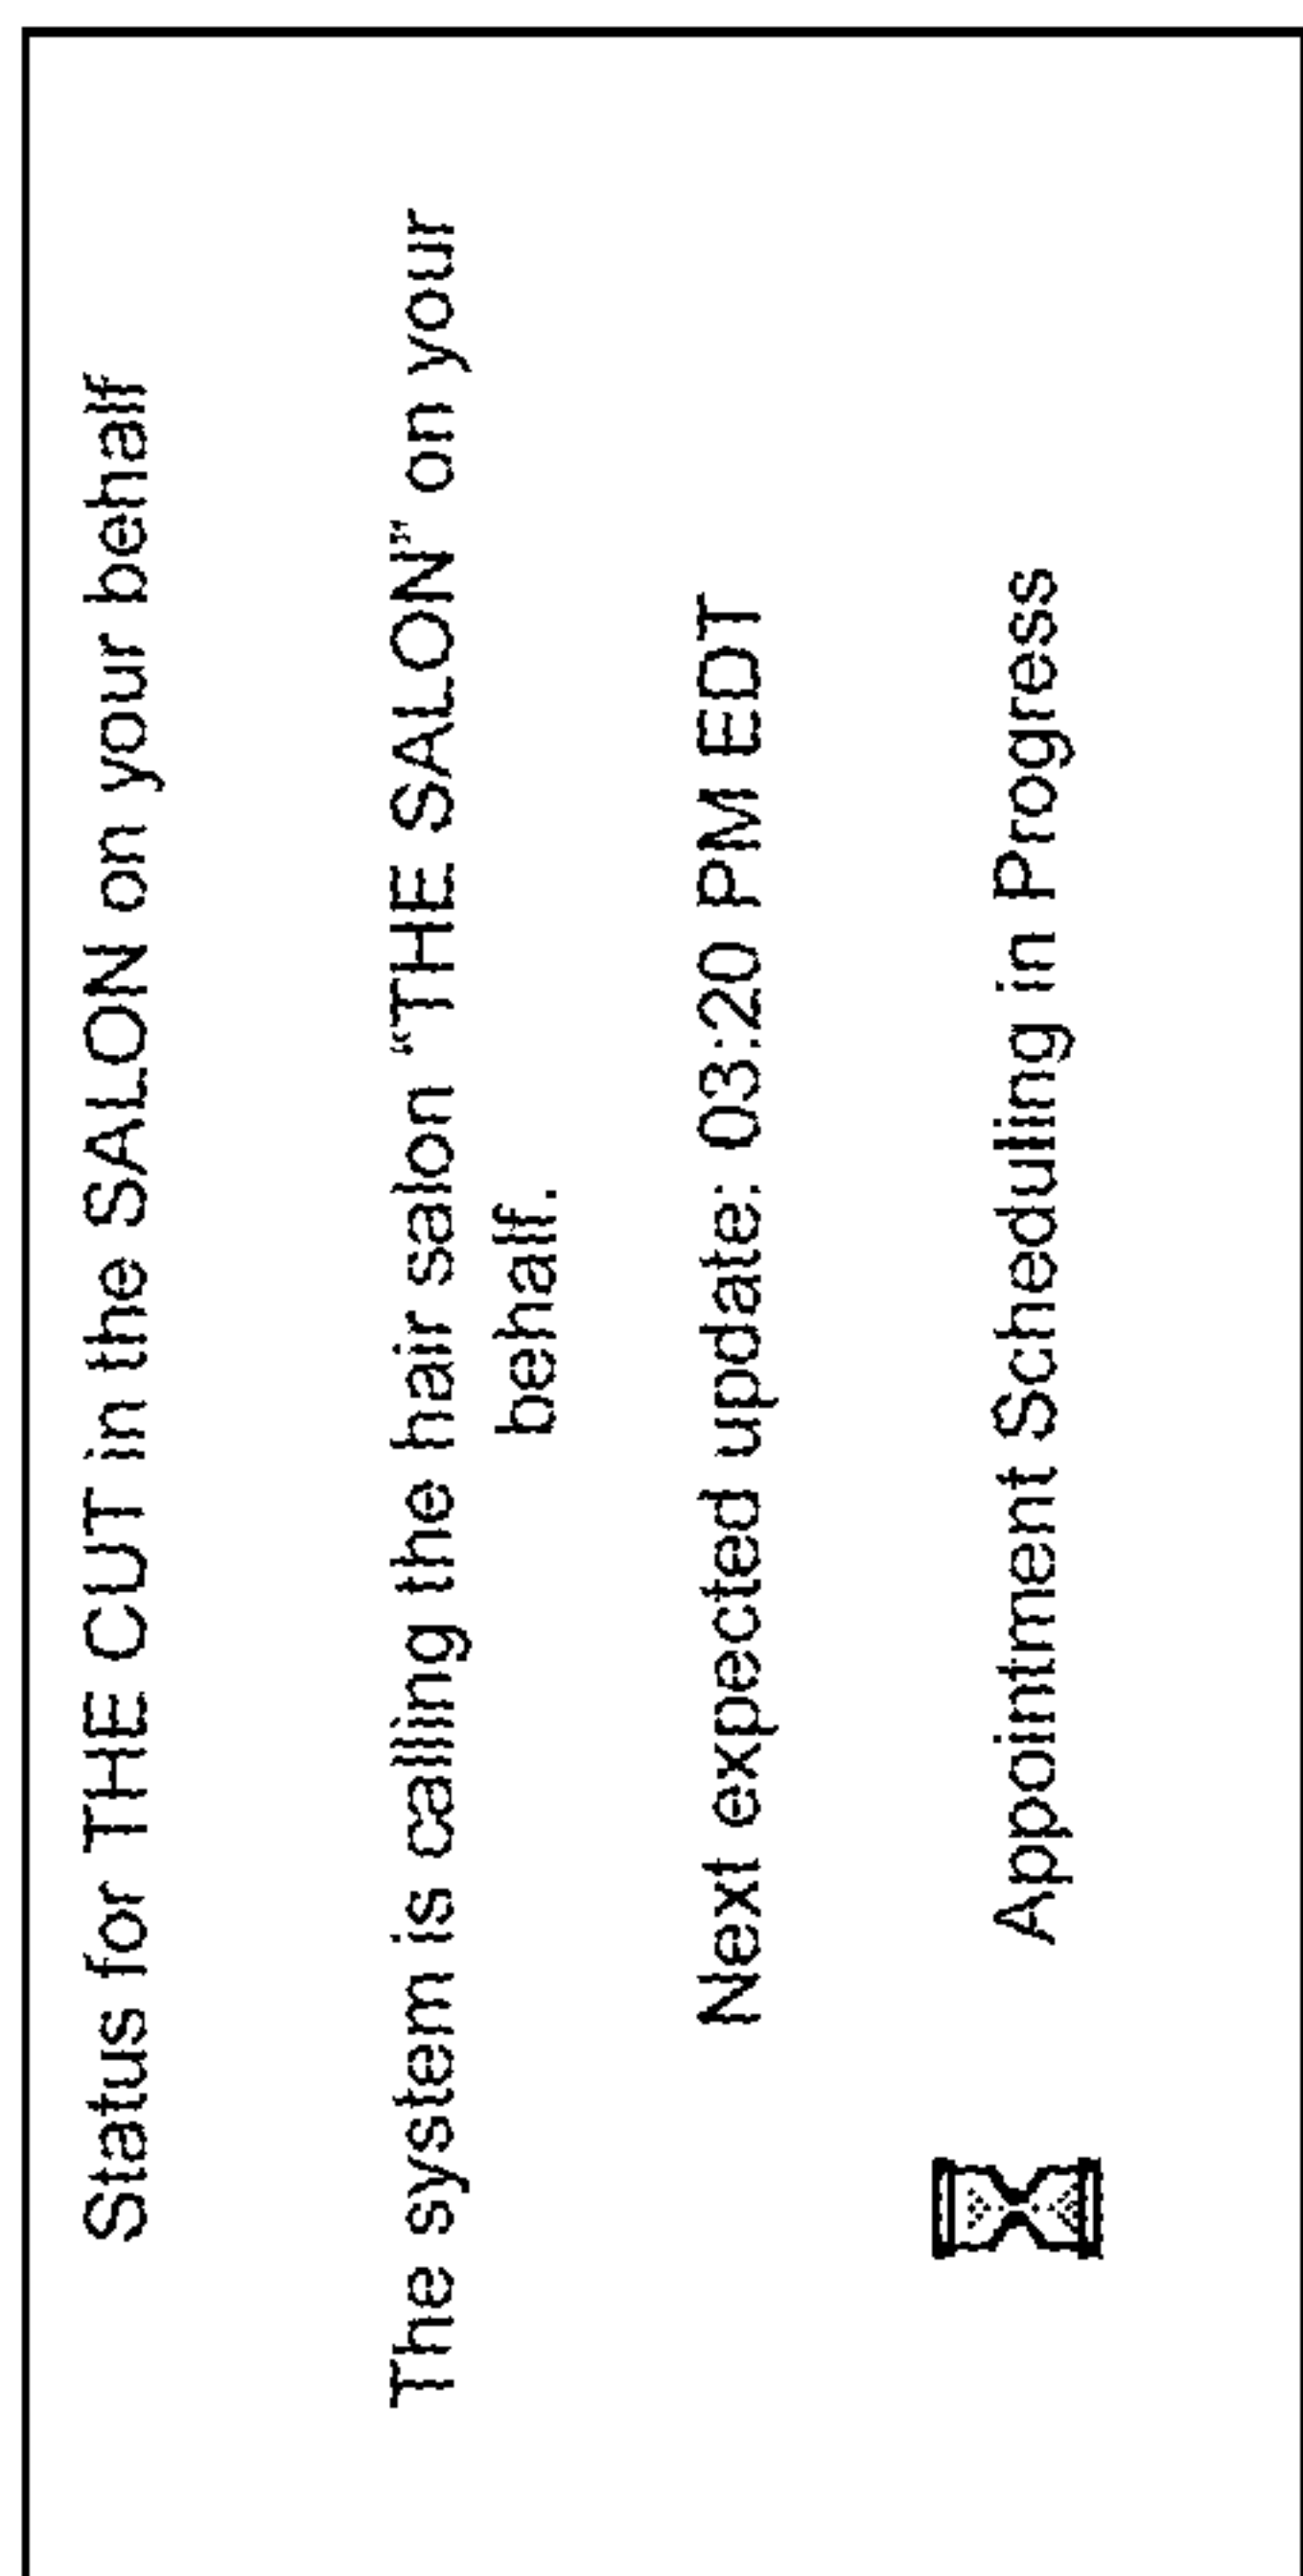 Status for THE CUT in the SALON on your behalf
The system is calling the hair salon “THE SALON” on your
behalf.
Next expected update: 03:20 PM EDT
Appointment Scheduling in Progress